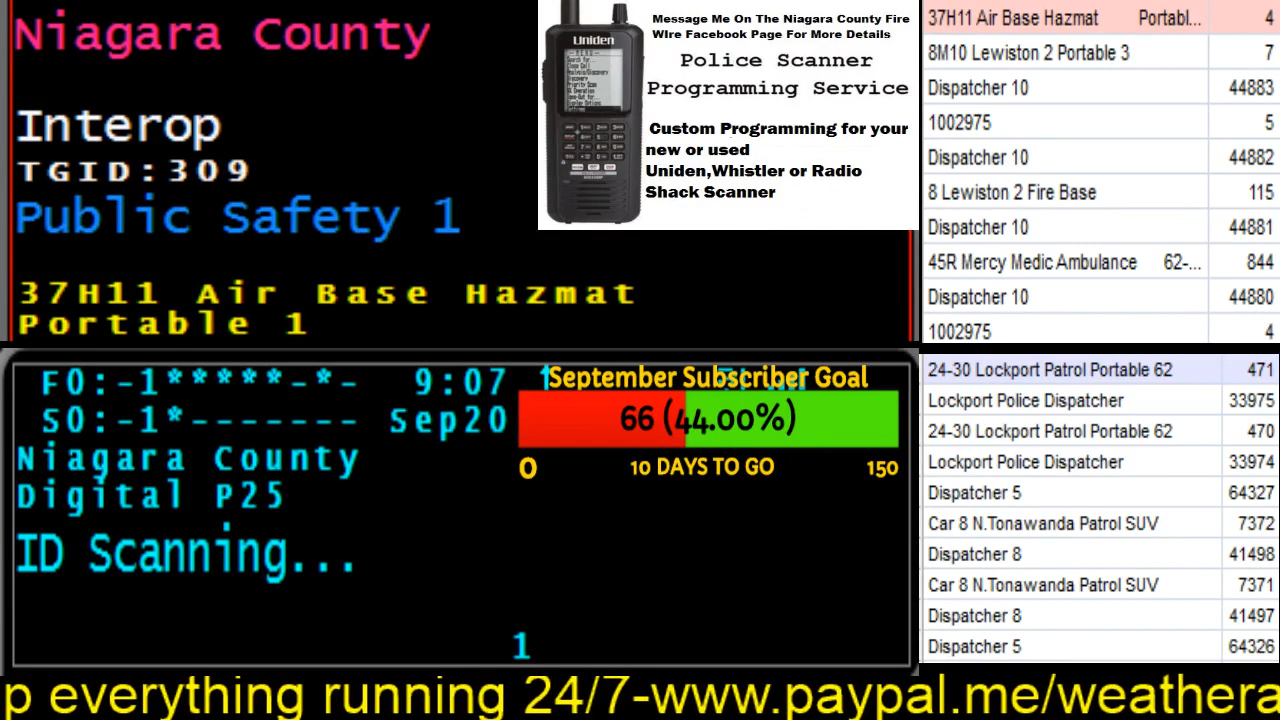 Niagara County
Interop
TGID:309
Public Safety 1
37H11 Air Base Hazmat
Portable 1
Uniden
Message Me On The Niagara County Fire
WIre Facebook Page For More Details
Police Scanner
Programming Service
Custom Programming for your
new or used
Uniden,Whistler or Radio
Shack Scanner
37H11 Air Base Hazmat Portabl... 4
8M10 Lewiston 2 Portable 3 7
Dispatcher 10 44883
1002975 5
Dispatcher 10 44882
8 Lewiston 2 Fire Base 115
Dispatcher 10 44881
45R Mercy Medic Ambulance 62-... 844
Dispatcher 10 44880
1002975 4
F0:-1*****-*- 9:07
S0:-1*------- Sep20
Niagara County
Digital P25
ID Scanning...
1
September Subscriber Goal
66 (44.00%)
0 10 DAYS TO GO 150
24-30 Lockport Patrol Portable 62 471
Lockport Police Dispatcher 33975
24-30 Lockport Patrol Portable 62 470
Lockport Police Dispatcher 33974
Dispatcher 5 64327
Car 8 N.Tonawanda Patrol SUV 7372
Dispatcher 8 41498
Car 8 N.Tonawanda Patrol SUV 7371
Dispatcher 8 41497
Dispatcher 5 64326
p everything running 24/7-www.paypal.me/weathera